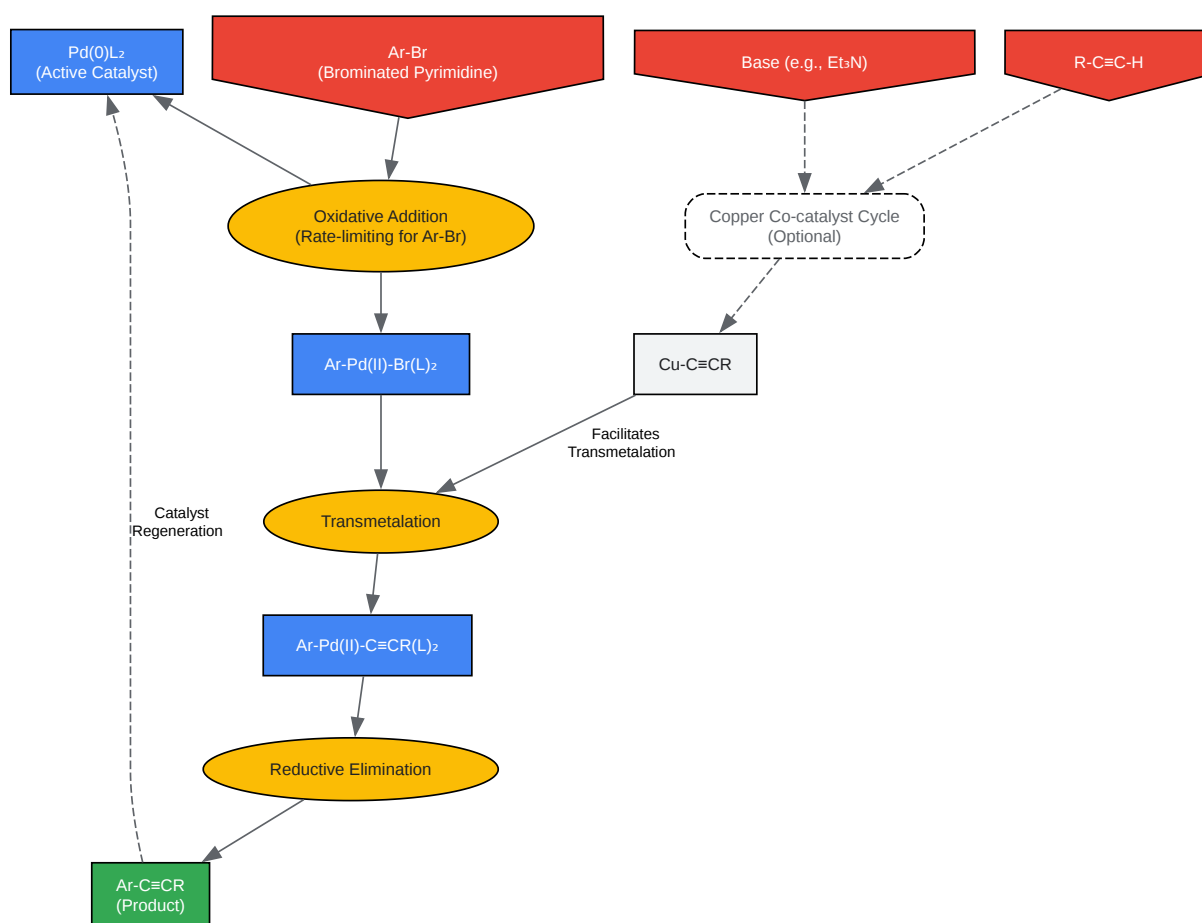 Pd(0)L₂
(Active Catalyst)
Ar-Br
(Brominated Pyrimidine)
Base (e.g., Et₃N)
R-C≡C-H
Oxidative Addition
(Rate-limiting for Ar-Br)
Copper Co-catalyst Cycle
(Optional)
Ar-Pd(II)-Br(L)₂
Cu-C≡CR
Facilitates
Transmetalation
Catalyst
Regeneration
Transmetalation
Ar-Pd(II)-C≡CR(L)₂
Reductive Elimination
Ar-C≡CR
(Product)